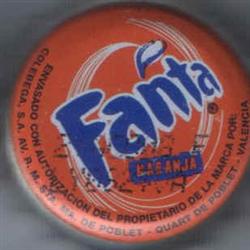 Fanta
®
NARANJA
ENVASADO CON AUTORIZACION DEL PROPIETARIO DE LA MARCA POR:
COLEBEGA, S.A. AV. R. M. STA. MA. DE POBLET - QUART DE POBLET - VALENCIA